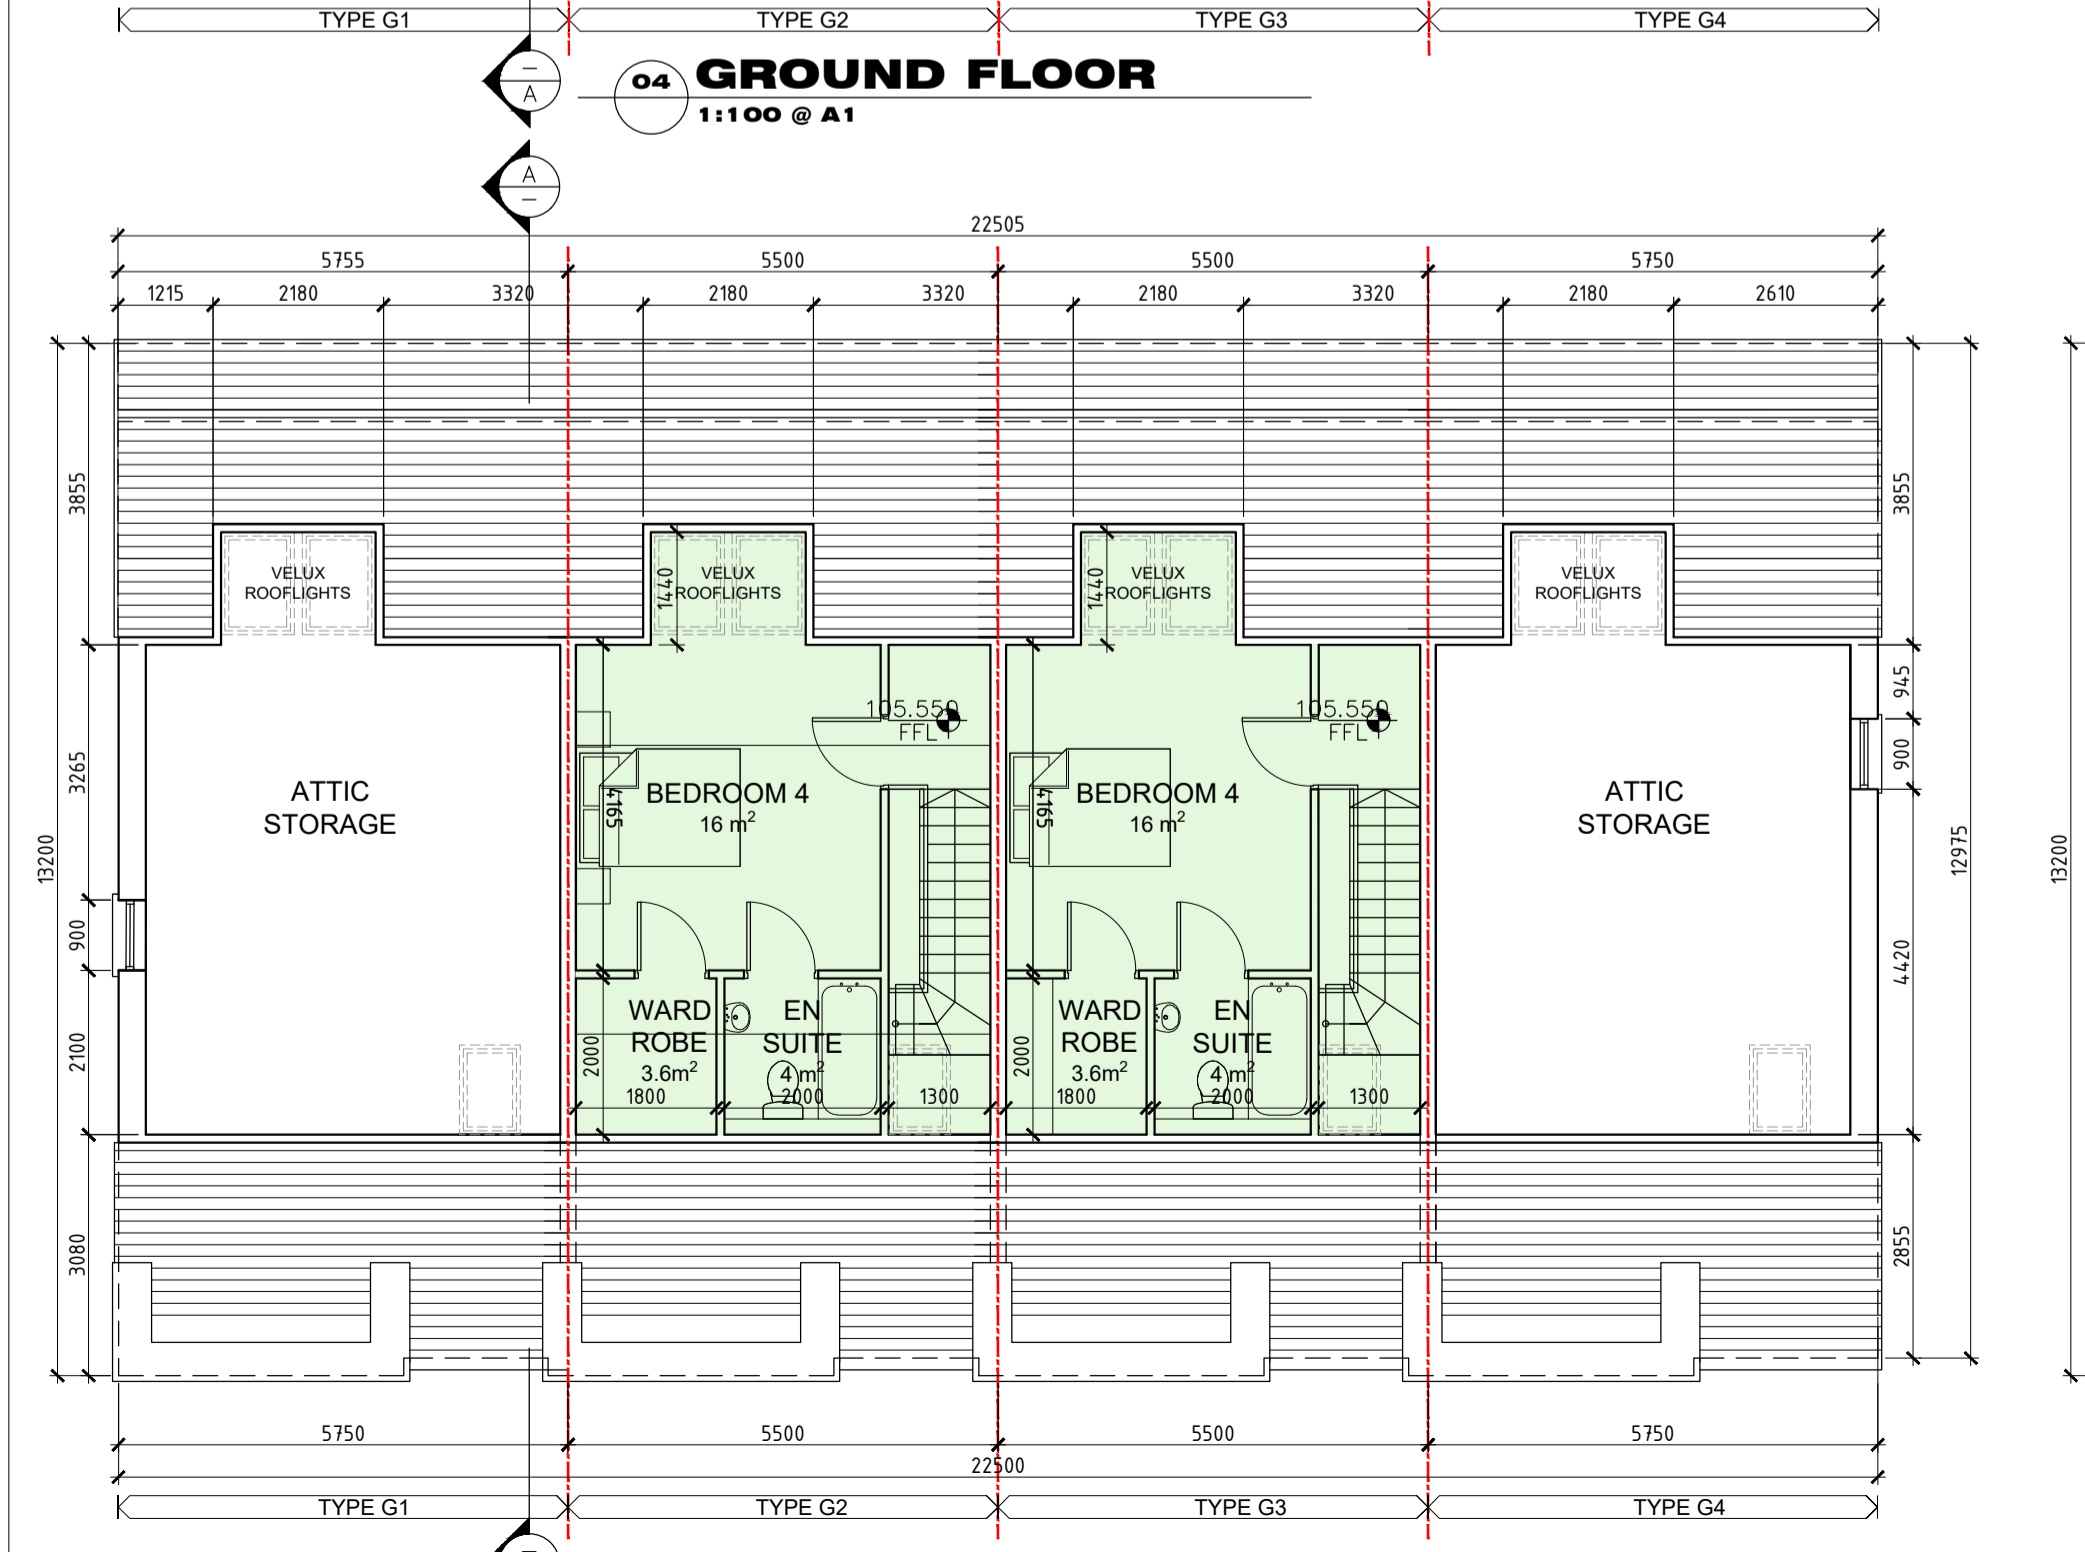 TYPE G1 TYPE G2 TYPE G3 TYPE G4
A
04 GROUND FLOOR
1:100 @ A1
A
22505
5755 5500 5500 5750
1215 2180 3320 2180 3320 2180 3320 2180 2610
3855 3855
VELUX VELUX VELUX VELUX
ROOFLIGHTS ROOFLIGHTS ROOFLIGHTS ROOFLIGHTS
1440 1440
945
105.550 105.550
FFL FFL
900
3265
ATTIC BEDROOM 4 BEDROOM 4 ATTIC
STORAGE 16 m² 16 m² STORAGE
4165 4165
13200 12975 13200
900 4420
WARD EN WARD EN
ROBE SUITE ROBE SUITE
3.6m² 4 m² 3.6m² 4 m²
2100 2000 2000
1800 2000 1300 1800 2000 1300
3080 2855
5750 5500 5500 5750
22500
TYPE G1 TYPE G2 TYPE G3 TYPE G4